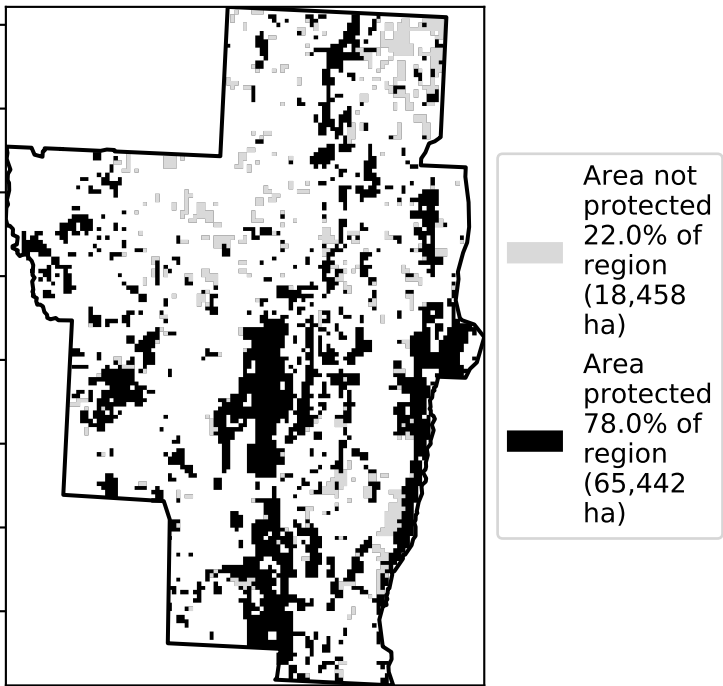 Area not
protected
22.0% of
region
(18,458
ha)
Area
protected
78.0% of
region
(65,442
ha)